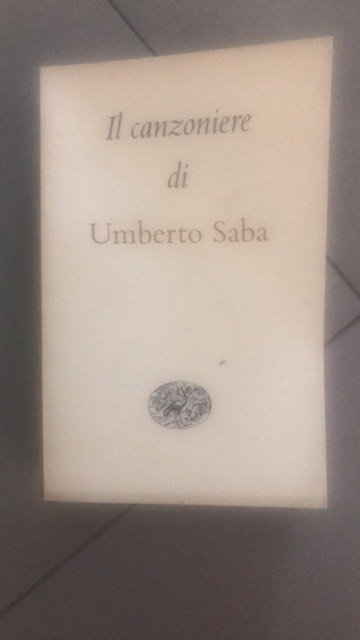 Il canzoniere
di
Umberto Saba